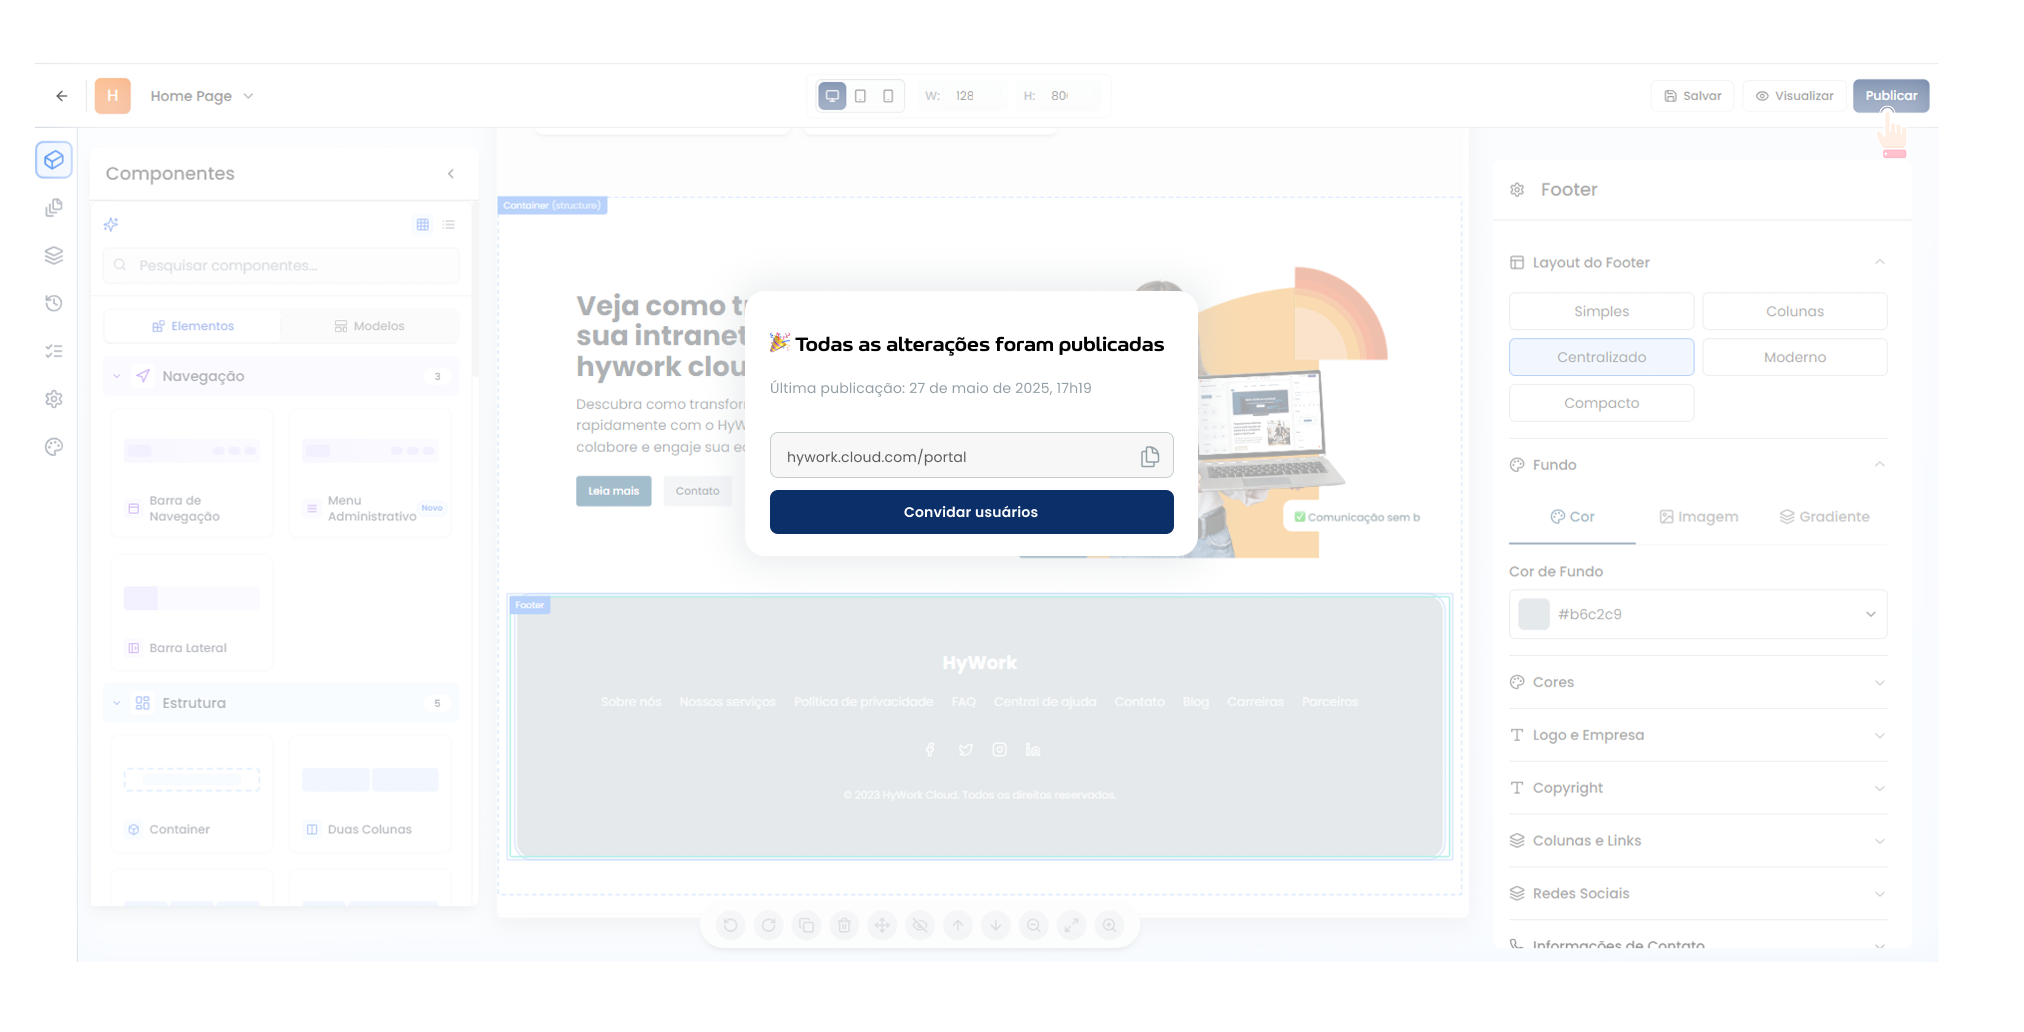 H
Home Page
W: 128
H: 80
Salvar
Visualizar
Publicar
Componentes
Pesquisar componentes...
Elementos
Modelos
Navegação
3
Barra de
Navegação
Menu
Administrativo
Novo
Barra Lateral
Estrutura
5
Container
Duas Colunas
Container (structure)
Veja como t
sua intranet
hywork clou
Descubra como transfor
rapidamente com o HyW
colabore e engaje sua e
Leia mais
Contato
Comunicação sem b
🎉 Todas as alterações foram publicadas
Última publicação: 27 de maio de 2025, 17h19
hywork.cloud.com/portal
Convidar usuários
Footer
HyWork
Sobre nós
Nossos serviços
Política de privacidade
FAQ
Central de ajuda
Contato
Blog
Carreiras
Parceiros
© 2023 HyWork Cloud. Todos os direitos reservados.
Footer
Layout do Footer
Simples
Colunas
Centralizado
Moderno
Compacto
Fundo
Cor
Imagem
Gradiente
Cor de Fundo
#b6c2c9
Cores
Logo e Empresa
Copyright
Colunas e Links
Redes Sociais
Informações de Contato